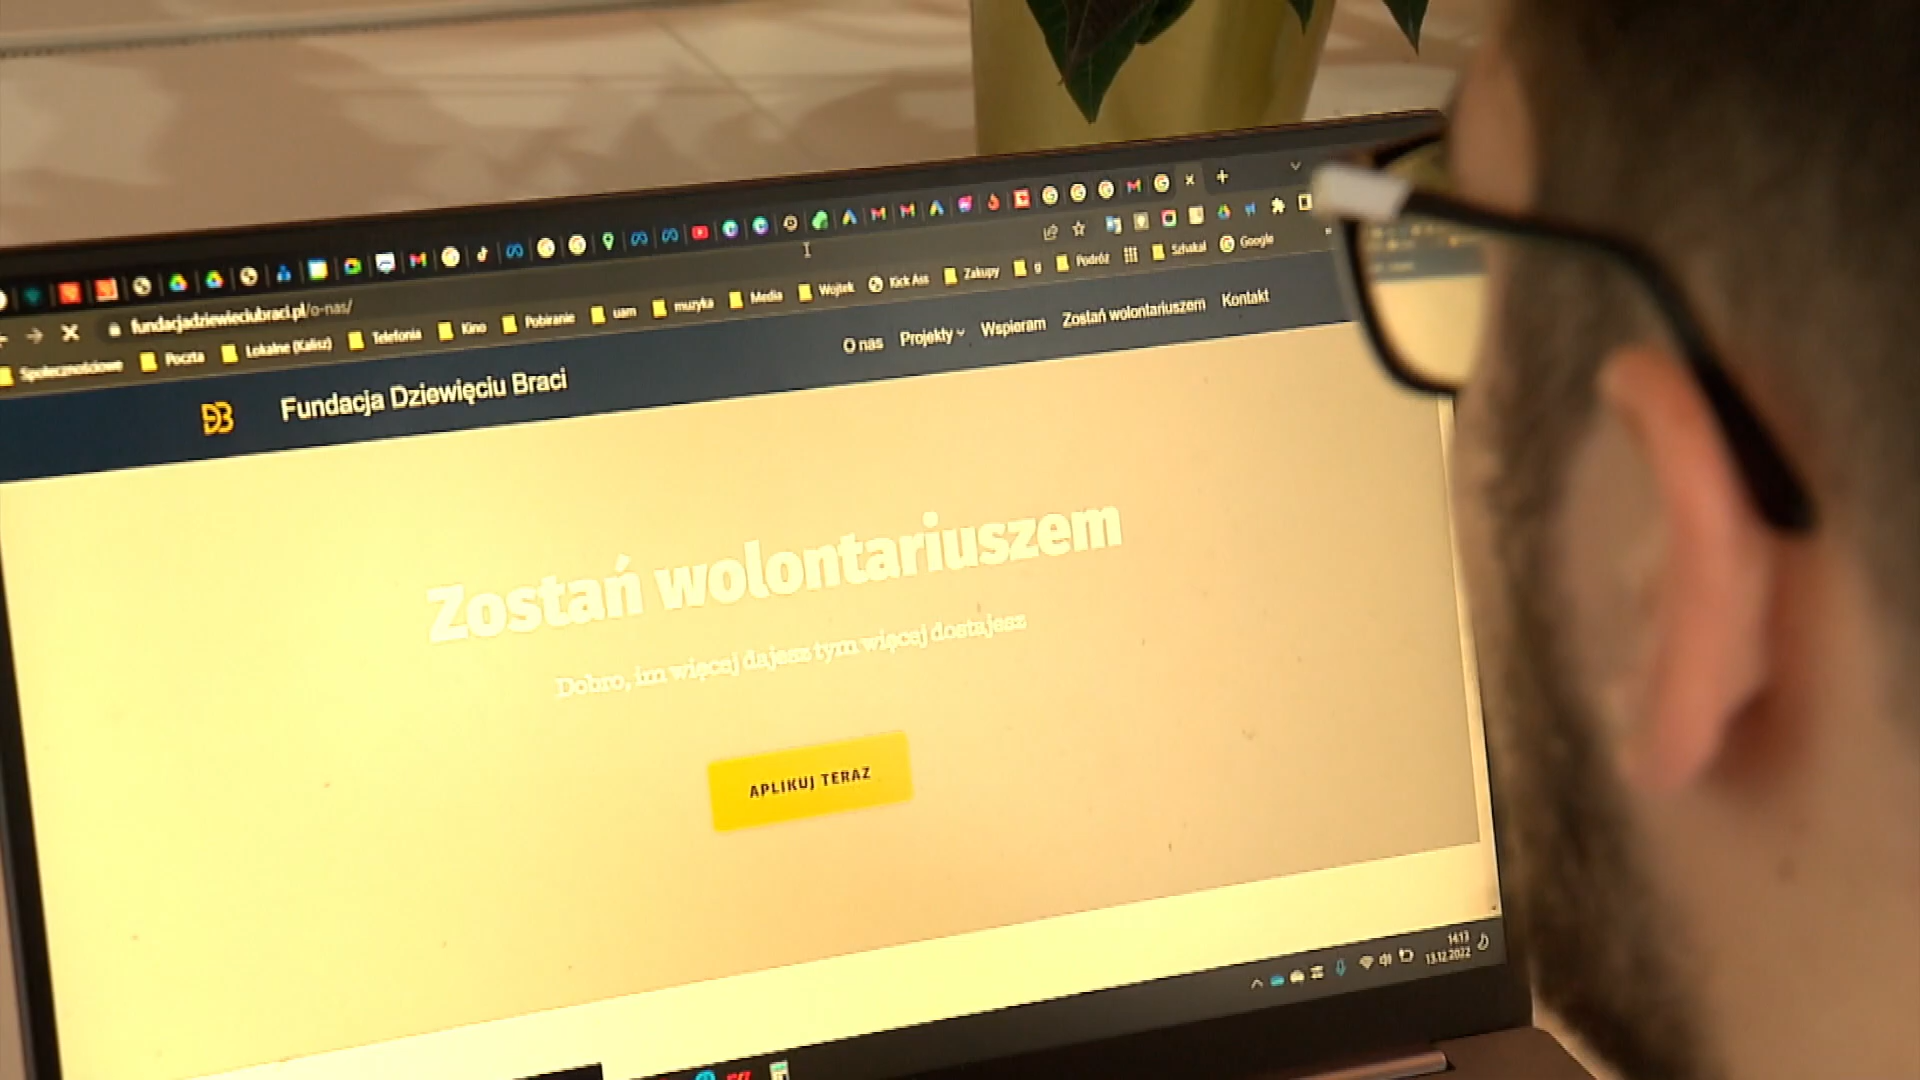 fundacjadziewieciubraci.pl/o-nas/
Społecznościowe Poczta Lokalne (Kalisz) Telefonia Kino Pobiranie uam muzyka Media Wojtek Kick Ass Zakupy g Podróż Szhakal Google
DB Fundacja Dziewięciu Braci
O nas Projekty Wspieram Zostań wolontariuszem Kontakt
Zostań wolontariuszem
Dobro, im więcej dajesz tym więcej dostajesz
APLIKUJ TERAZ
14:13
13.12.2022